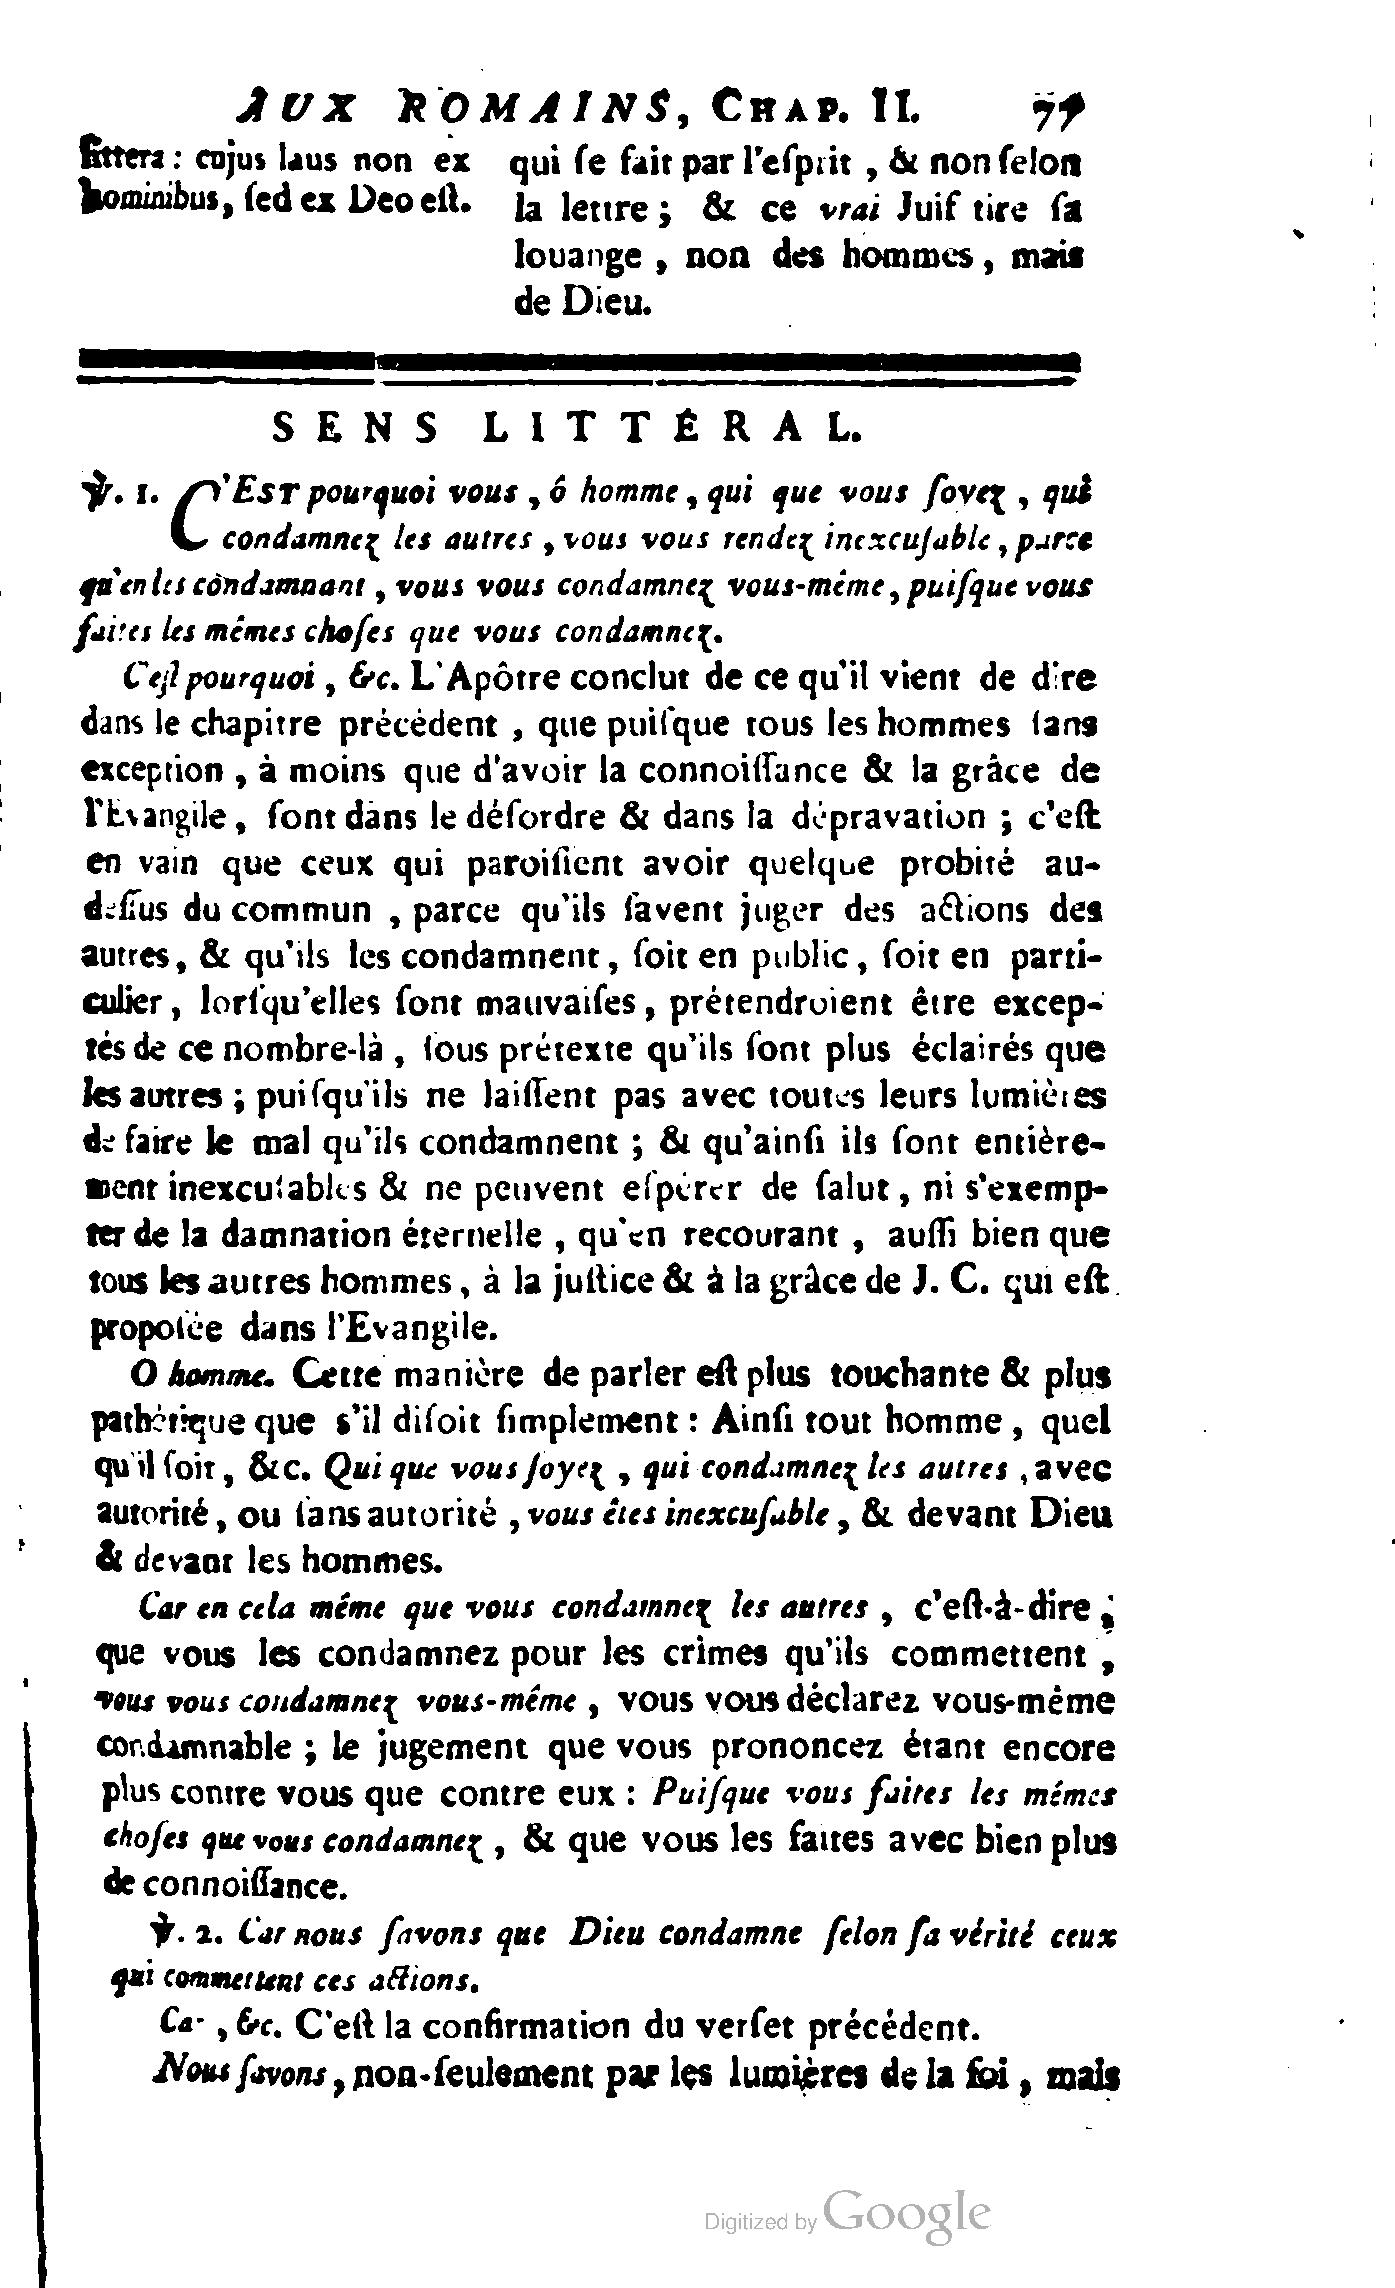 AUX ROMAINS, CHAP. II. 77
littera : cujus laus non ex
hominibus, ſed ex Deo eſt.
qui ſe fait par l'eſprit , & non ſelon
la lettre ; & ce vrai Juif tire ſa
louange , non des hommes , mais
de Dieu.
SENS LITTÉRAL.
℣. 1. C'EST pourquoi vous , ô homme , qui que vous ſoyez , qui
condamnez les autres , vous vous rendez inexcuſable , parce
qu'en les condamnant , vous vous condamnez vous-même , puiſque vous
faites les mêmes choſes que vous condamnez.
C'eſt pourquoi , &c. L'Apôtre conclut de ce qu'il vient de dire
dans le chapitre précédent , que puiſque tous les hommes ſans
exception , à moins que d'avoir la connoiſſance & la grâce de
l'Evangile , ſont dans le déſordre & dans la dépravation ; c'eſt
en vain que ceux qui paroiſſent avoir quelque probité au-
deſſus du commun , parce qu'ils ſavent juger des actions des
autres , & qu'ils les condamnent , ſoit en public , ſoit en parti-
culier , lorſqu'elles ſont mauvaiſes , prétendroient être excep-
tés de ce nombre-là , ſous prétexte qu'ils ſont plus éclairés que
les autres ; puiſqu'ils ne laiſſent pas avec toutes leurs lumières
de faire le mal qu'ils condamnent ; & qu'ainſi ils ſont entière-
ment inexcuſables & ne peuvent eſpérer de ſalut , ni s'exemp-
ter de la damnation éternelle , qu'en recourant , auſſi bien que
tous les autres hommes , à la juſtice & à la grâce de J. C. qui eſt
propoſée dans l'Evangile.
O homme. Cette manière de parler eſt plus touchante & plus
pathétique que s'il diſoit ſimplement : Ainſi tout homme , quel
qu'il ſoit , &c. Qui que vous ſoyez , qui condamnez les autres , avec
autorité , ou ſans autorité , vous êtes inexcuſable , & devant Dieu
& devant les hommes.
Car en cela même que vous condamnez les autres , c'eſt-à-dire ,
que vous les condamnez pour les crimes qu'ils commettent ,
vous vous condamnez vous-même , vous vous déclarez vous-même
condamnable ; le jugement que vous prononcez étant encore
plus contre vous que contre eux : Puiſque vous faites les mêmes
choſes que vous condamnez , & que vous les faites avec bien plus
de connoiſſance.
℣. 2. Car nous ſavons que Dieu condamne ſelon ſa vérité ceux
qui commettent ces actions.
Car , &c. C'eſt la confirmation du verſet précédent.
Nous ſavons , non-ſeulement par les lumières de la foi , mais
Digitized by Google